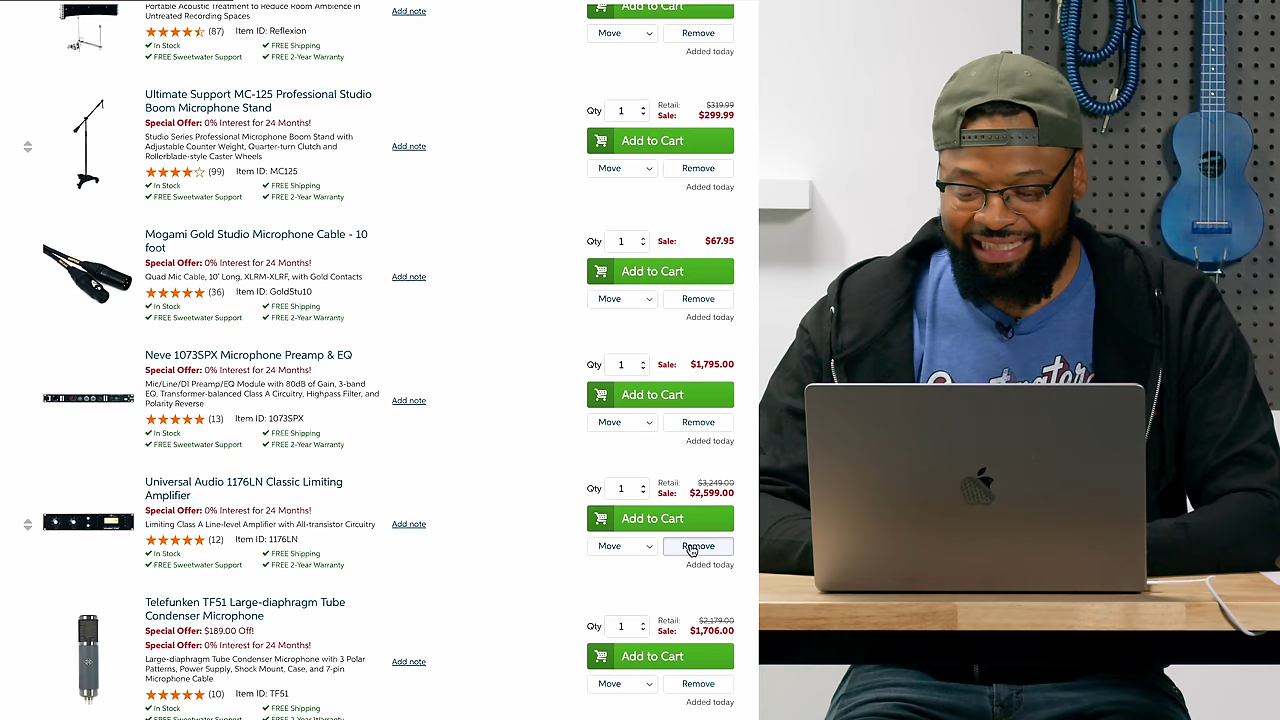 Portable Acoustic Treatment to Reduce Room Ambience in
Untreated Recording Spaces
Add note
Add to Cart
(87) Item ID: Reflexion
Move Remove
In Stock FREE Shipping
FREE Sweetwater Support FREE 2-Year Warranty
Added today
Ultimate Support MC-125 Professional Studio
Boom Microphone Stand
Special Offer: 0% Interest for 24 Months!
Studio Series Professional Microphone Boom Stand with
Adjustable Counter Weight, Quarter-turn Clutch and
Rollerblade-style Caster Wheels
(99) Item ID: MC125
In Stock FREE Shipping
FREE Sweetwater Support FREE 2-Year Warranty
Add note
Qty 1 Retail: $319.99
Sale: $299.99
Add to Cart
Move Remove
Added today
Mogami Gold Studio Microphone Cable - 10
foot
Special Offer: 0% Interest for 24 Months!
Quad Mic Cable, 10' Long, XLRM-XLRF, with Gold Contacts
(36) Item ID: GoldStu10
In Stock FREE Shipping
FREE Sweetwater Support FREE 2-Year Warranty
Add note
Qty 1 Sale: $67.95
Add to Cart
Move Remove
Added today
Neve 1073SPX Microphone Preamp & EQ
Special Offer: 0% Interest for 24 Months!
Mic/Line/DI Preamp/EQ Module with 80dB of Gain, 3-band
EQ, Transformer-balanced Class A Circuitry, Highpass Filter, and
Polarity Reverse
(13) Item ID: 1073SPX
In Stock FREE Shipping
FREE Sweetwater Support FREE 2-Year Warranty
Add note
Qty 1 Sale: $1,795.00
Add to Cart
Move Remove
Added today
Universal Audio 1176LN Classic Limiting
Amplifier
Special Offer: 0% Interest for 24 Months!
Limiting Class A Line-level Amplifier with All-transistor Circuitry
(12) Item ID: 1176LN
In Stock FREE Shipping
FREE Sweetwater Support FREE 2-Year Warranty
Add note
Qty 1 Retail: $3,249.00
Sale: $2,599.00
Add to Cart
Move Remove
Added today
Telefunken TF51 Large-diaphragm Tube
Condenser Microphone
Special Offer: $189.00 Off!
Special Offer: 0% Interest for 24 Months!
Large-diaphragm Tube Condenser Microphone with 3 Polar
Patterns, Power Supply, Shock Mount, Case, and 7-pin
Microphone Cable
(10) Item ID: TF51
In Stock FREE Shipping
FREE Sweetwater Support FREE 2-Year Warranty
Add note
Qty 1 Retail: $2,179.00
Sale: $1,706.00
Add to Cart
Move Remove
Added today
Sweetwater